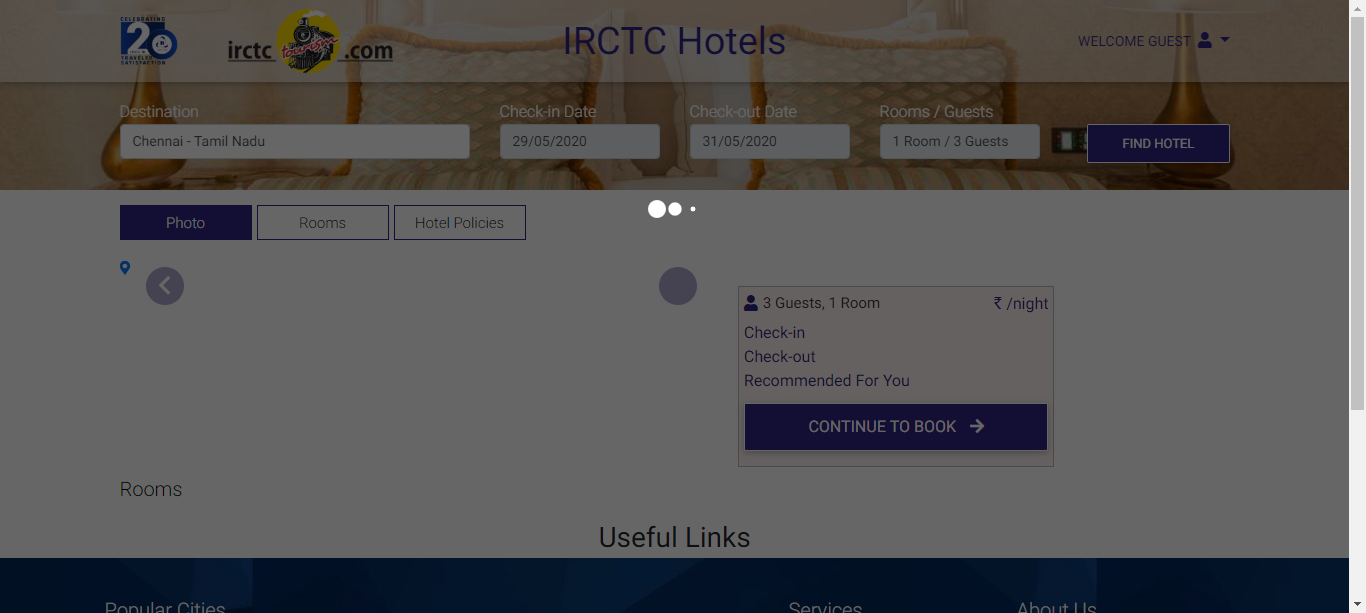 CELEBRATING
20
TRAVELER
SATISFACTION
irctc tourism .com
IRCTC Hotels
WELCOME GUEST
Destination
Check-in Date
Check-out Date
Rooms / Guests
Chennai - Tamil Nadu
29/05/2020
31/05/2020
1 Room / 3 Guests
FIND HOTEL
Photo
Rooms
Hotel Policies
3 Guests, 1 Room
₹ /night
Check-in
Check-out
Recommended For You
CONTINUE TO BOOK
Rooms
Useful Links
Popular Cities
Services
About Us